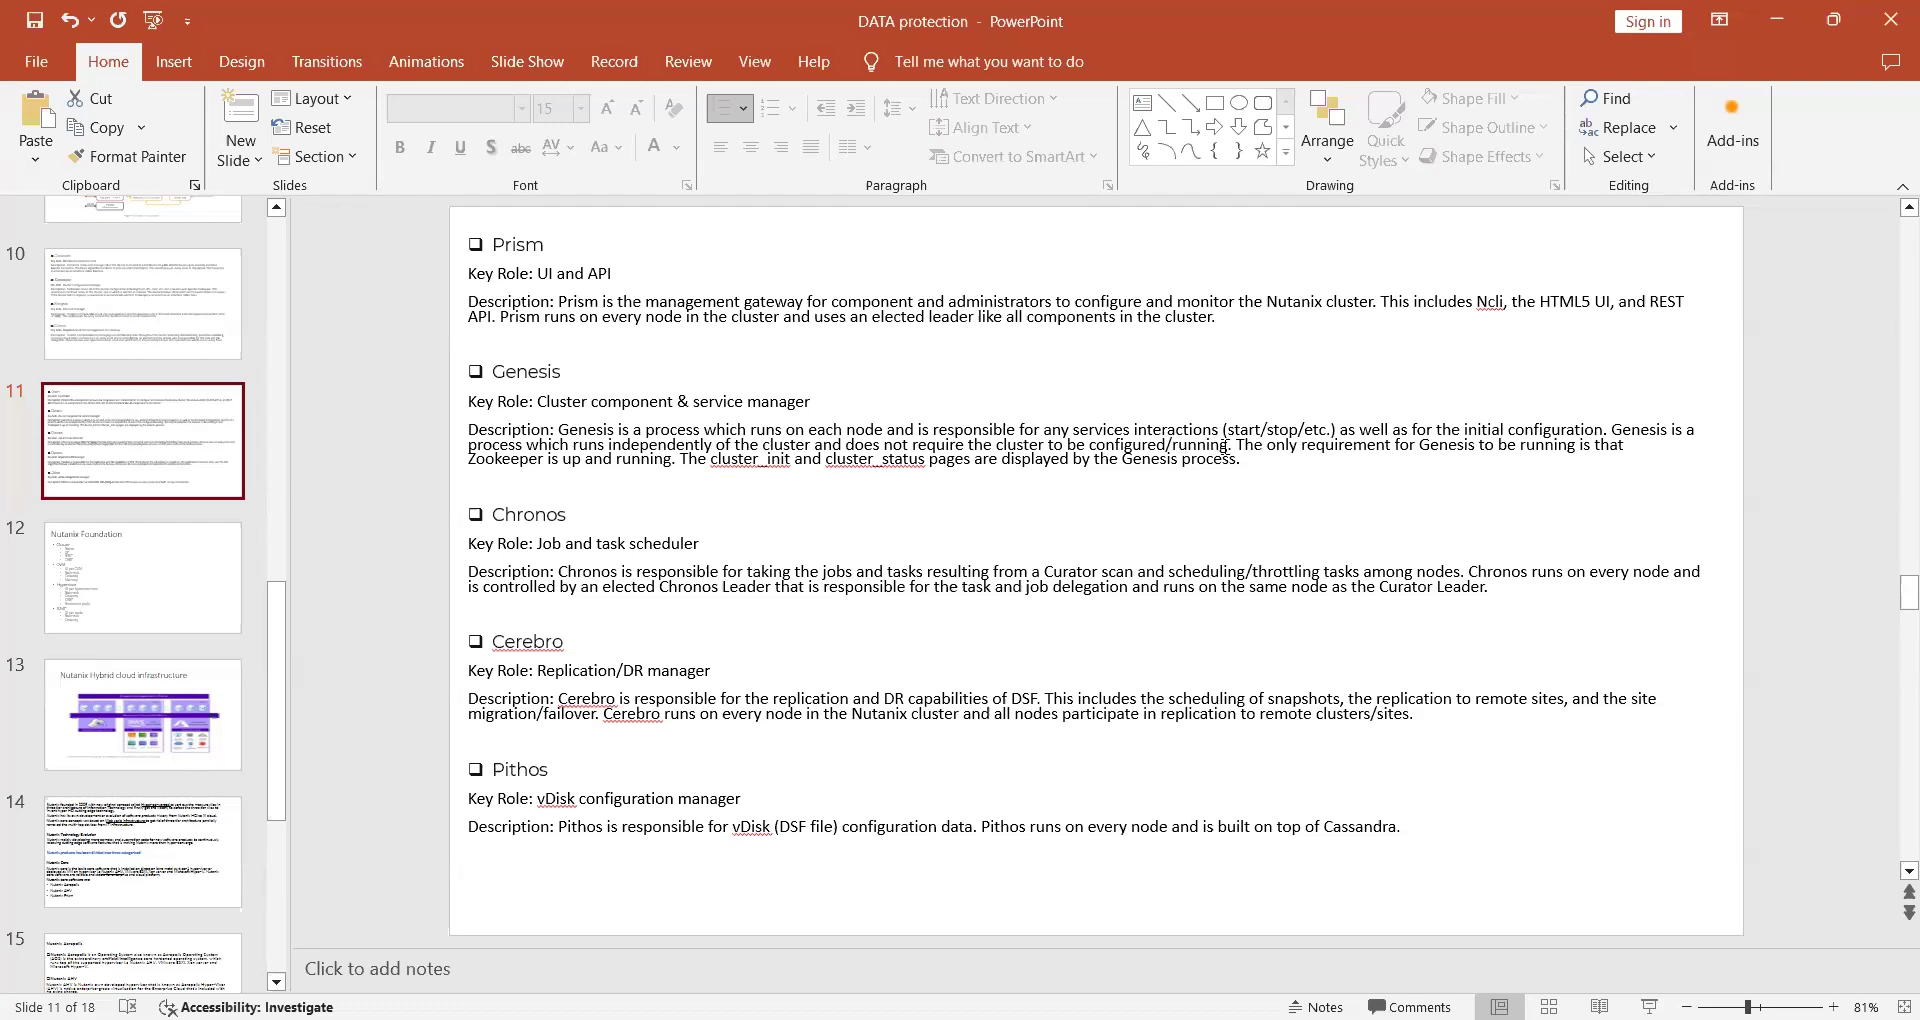 DATA protection - PowerPoint
Sign in
File Home Insert Design Transitions Animations Slide Show Record Review View Help Tell me what you want to do
Paste
Cut
Copy
Format Painter
Clipboard
New Slide
Layout
Reset
Section
Slides
15
B I U S abc AV Aa A
Font
Text Direction
Align Text
Convert to SmartArt
Paragraph
Arrange
Quick Styles
Shape Fill
Shape Outline
Shape Effects
Drawing
Find
Replace
Select
Editing
Add-ins
Add-ins
10
11
12
Nutanix Foundation
13
Nutanix Hybrid cloud infrastructure
14
15
Prism
Key Role: UI and API
Description: Prism is the management gateway for component and administrators to configure and monitor the Nutanix cluster. This includes Ncli, the HTML5 UI, and REST
API. Prism runs on every node in the cluster and uses an elected leader like all components in the cluster.
Genesis
Key Role: Cluster component & service manager
Description: Genesis is a process which runs on each node and is responsible for any services interactions (start/stop/etc.) as well as for the initial configuration. Genesis is a
process which runs independently of the cluster and does not require the cluster to be configured/running. The only requirement for Genesis to be running is that
Zookeeper is up and running. The cluster_init and cluster_status pages are displayed by the Genesis process.
Chronos
Key Role: Job and task scheduler
Description: Chronos is responsible for taking the jobs and tasks resulting from a Curator scan and scheduling/throttling tasks among nodes. Chronos runs on every node and
is controlled by an elected Chronos Leader that is responsible for the task and job delegation and runs on the same node as the Curator Leader.
Cerebro
Key Role: Replication/DR manager
Description: Cerebro is responsible for the replication and DR capabilities of DSF. This includes the scheduling of snapshots, the replication to remote sites, and the site
migration/failover. Cerebro runs on every node in the Nutanix cluster and all nodes participate in replication to remote clusters/sites.
Pithos
Key Role: vDisk configuration manager
Description: Pithos is responsible for vDisk (DSF file) configuration data. Pithos runs on every node and is built on top of Cassandra.
Click to add notes
Slide 11 of 18
Accessibility: Investigate
Notes
Comments
81%